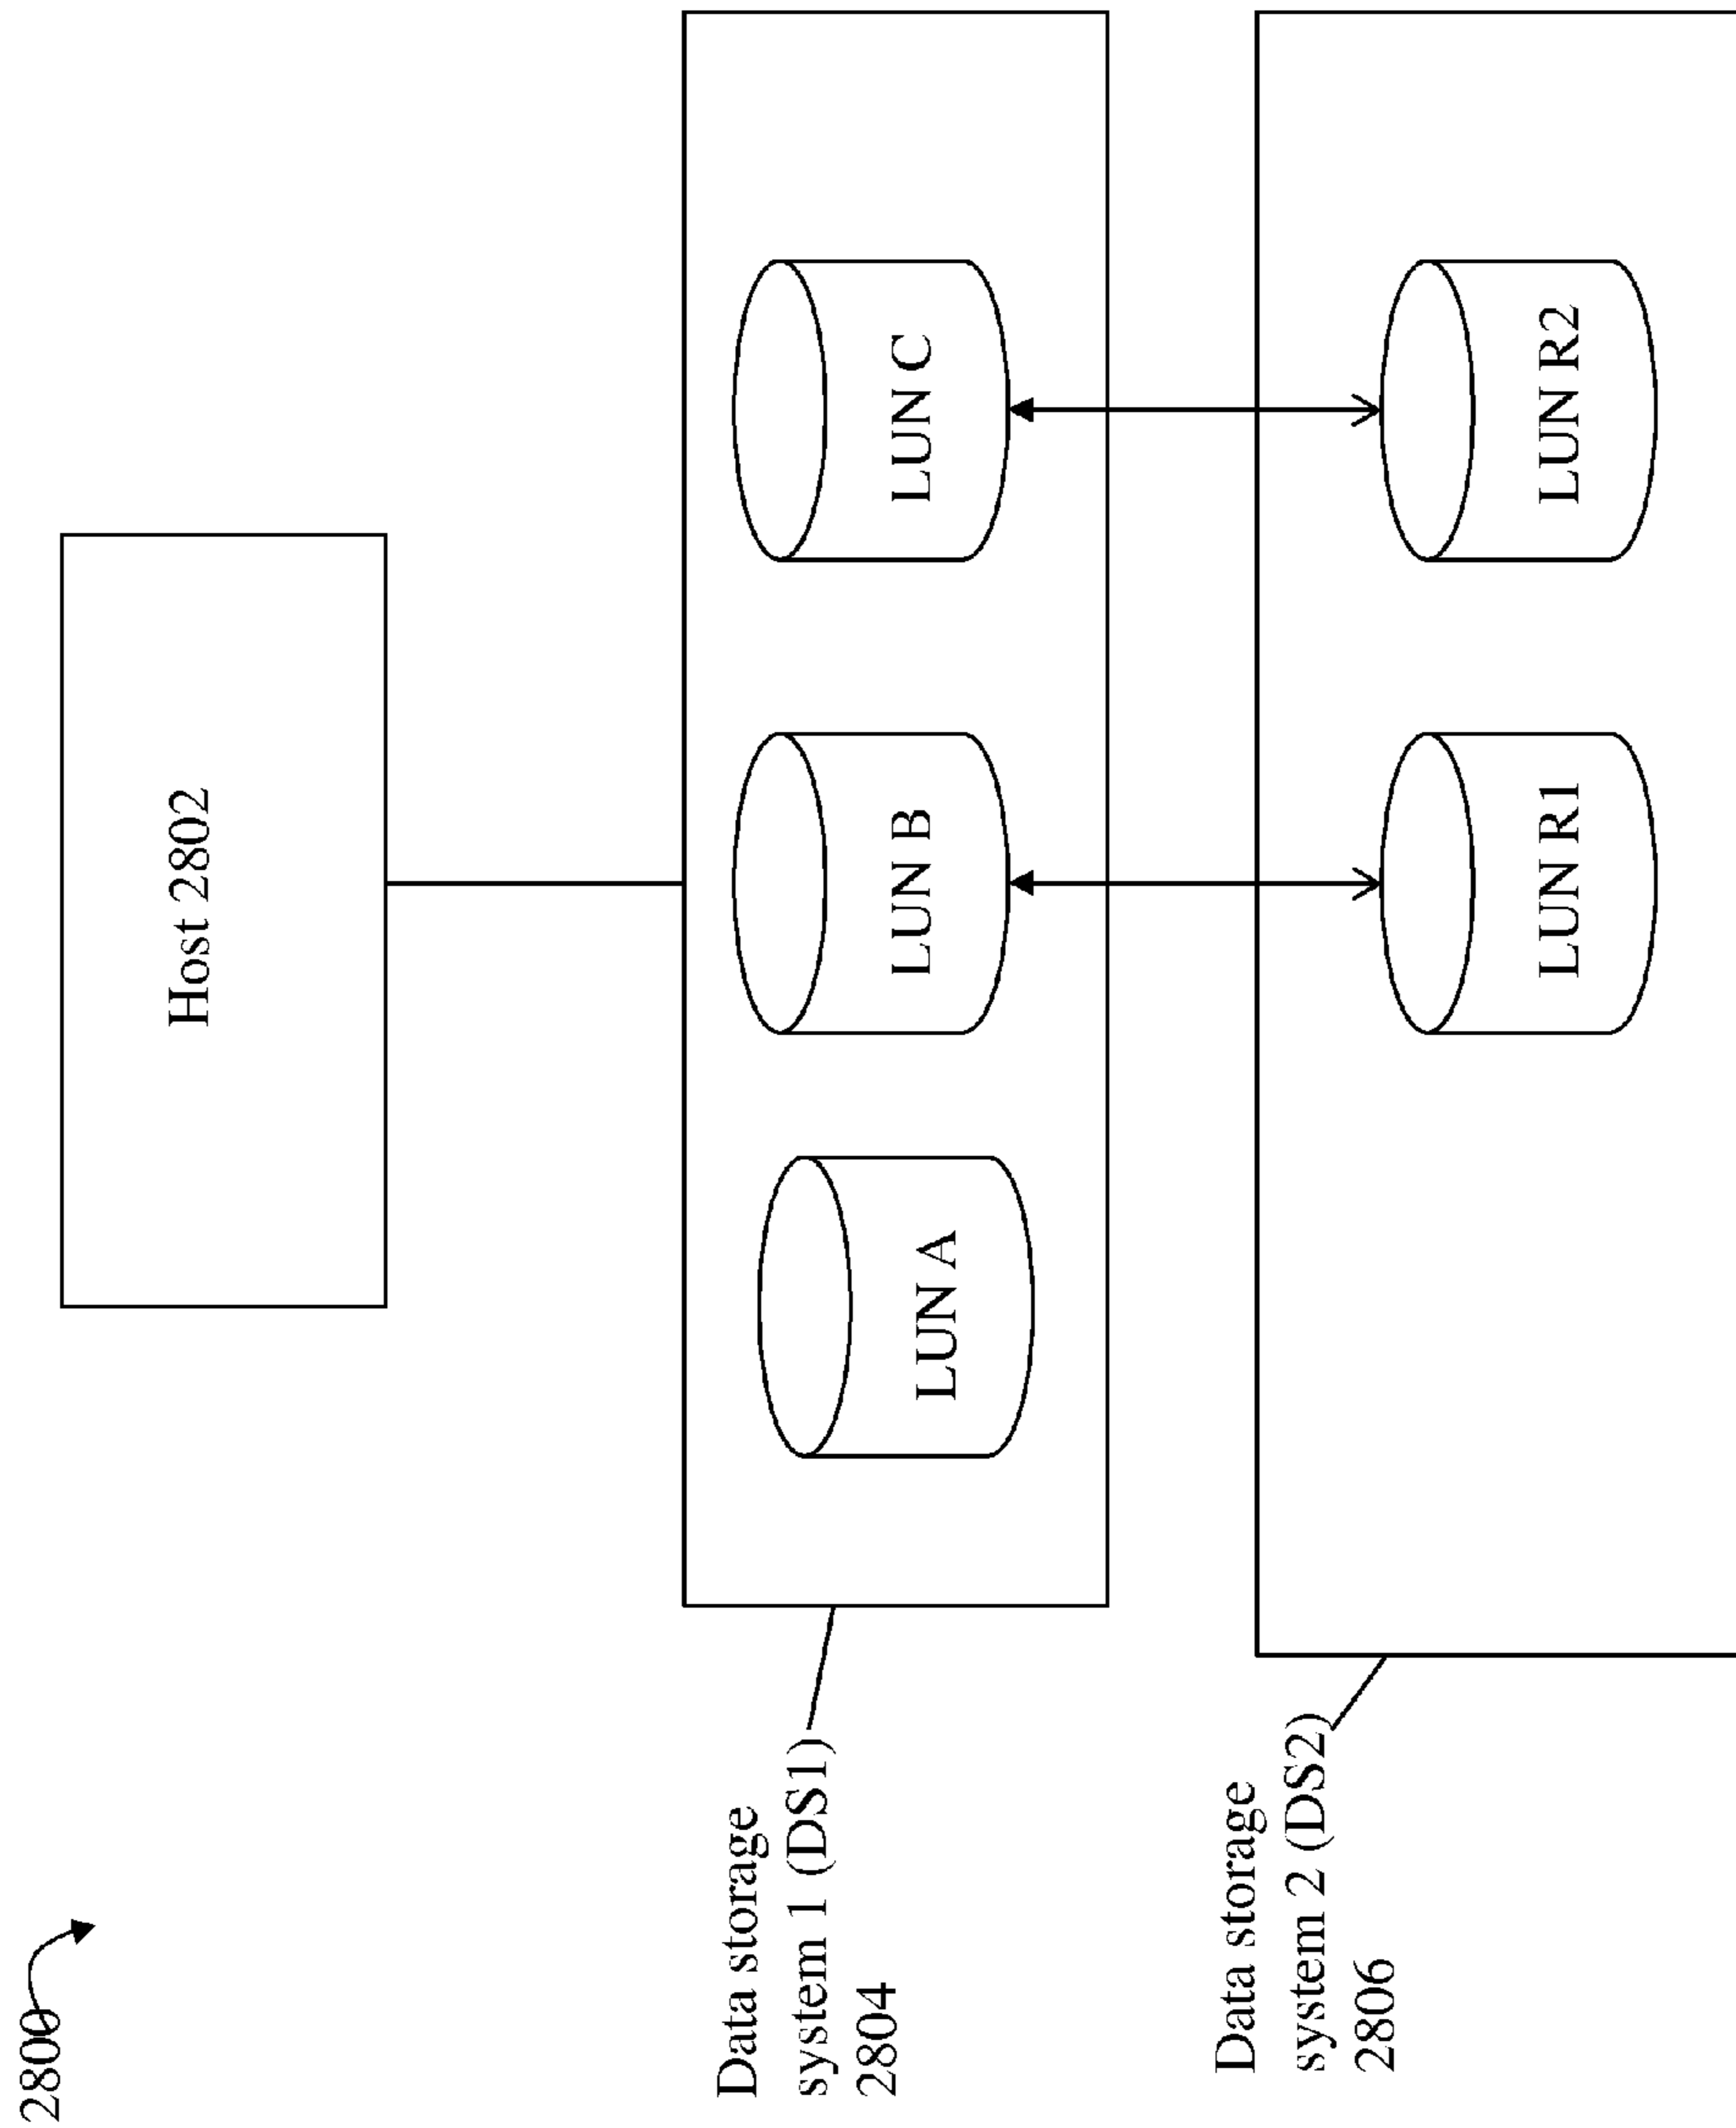 2800
Host 2802
Data storage
system 1 (DS1)
2804
LUN A
LUN B
LUN C
Data storage
system 2 (DS2)
2806
LUN R1
LUN R2